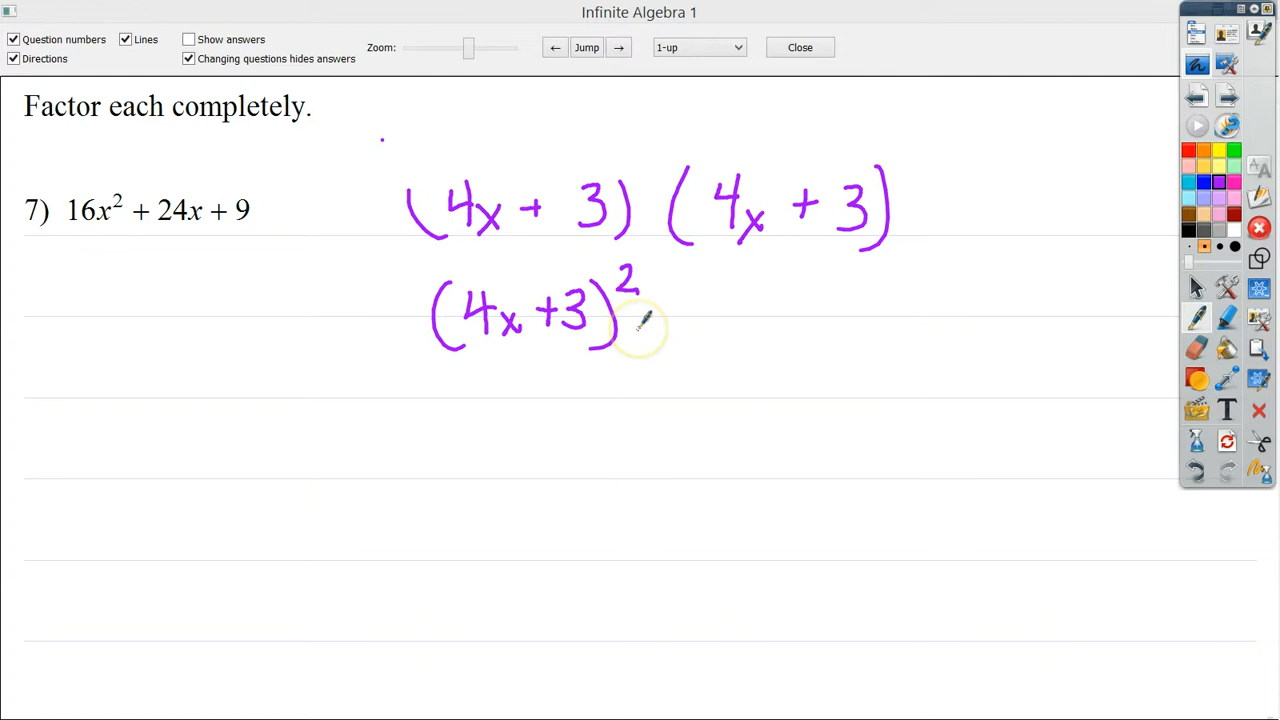 Infinite Algebra 1
Question numbers Lines Show answers Zoom: ← Jump → 1-up Close
Directions Changing questions hides answers
Factor each completely.
7) 16x² + 24x + 9 (4x + 3) (4x + 3)
(4x +3)²